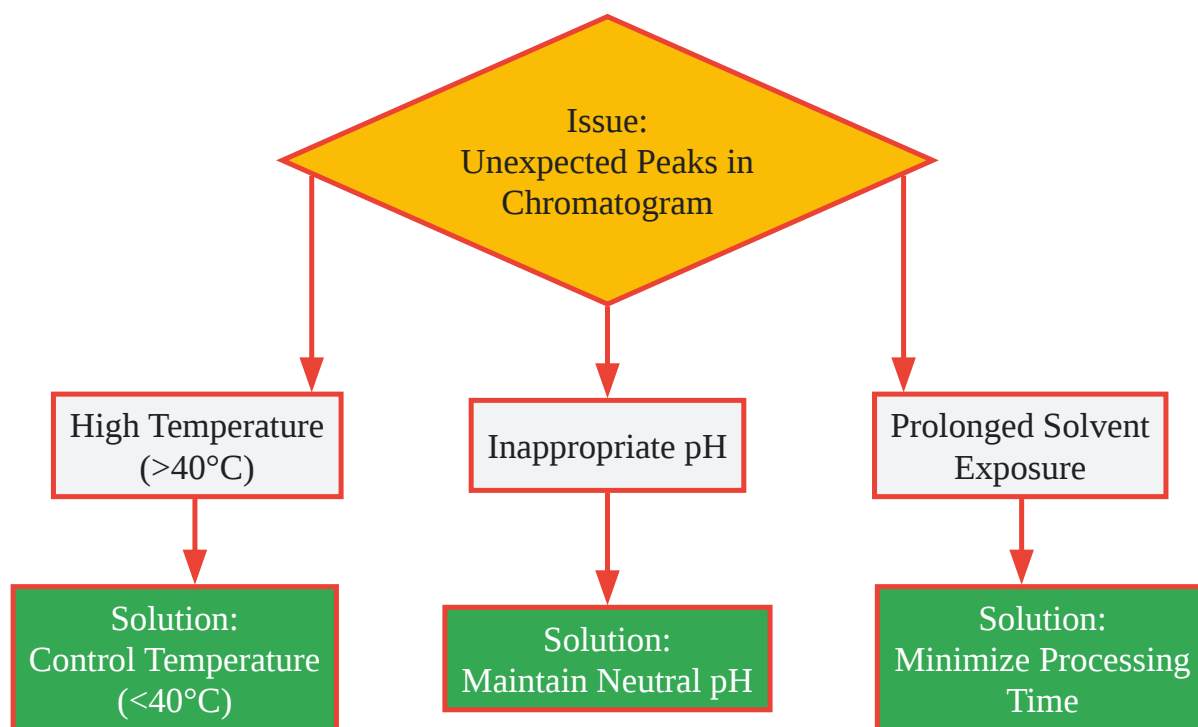 Issue:
Unexpected Peaks in
Chromatogram
High Temperature
(>40°C)
Inappropriate pH
Prolonged Solvent
Exposure
Solution:
Control Temperature
(<40°C)
Solution:
Maintain Neutral pH
Solution:
Minimize Processing
Time